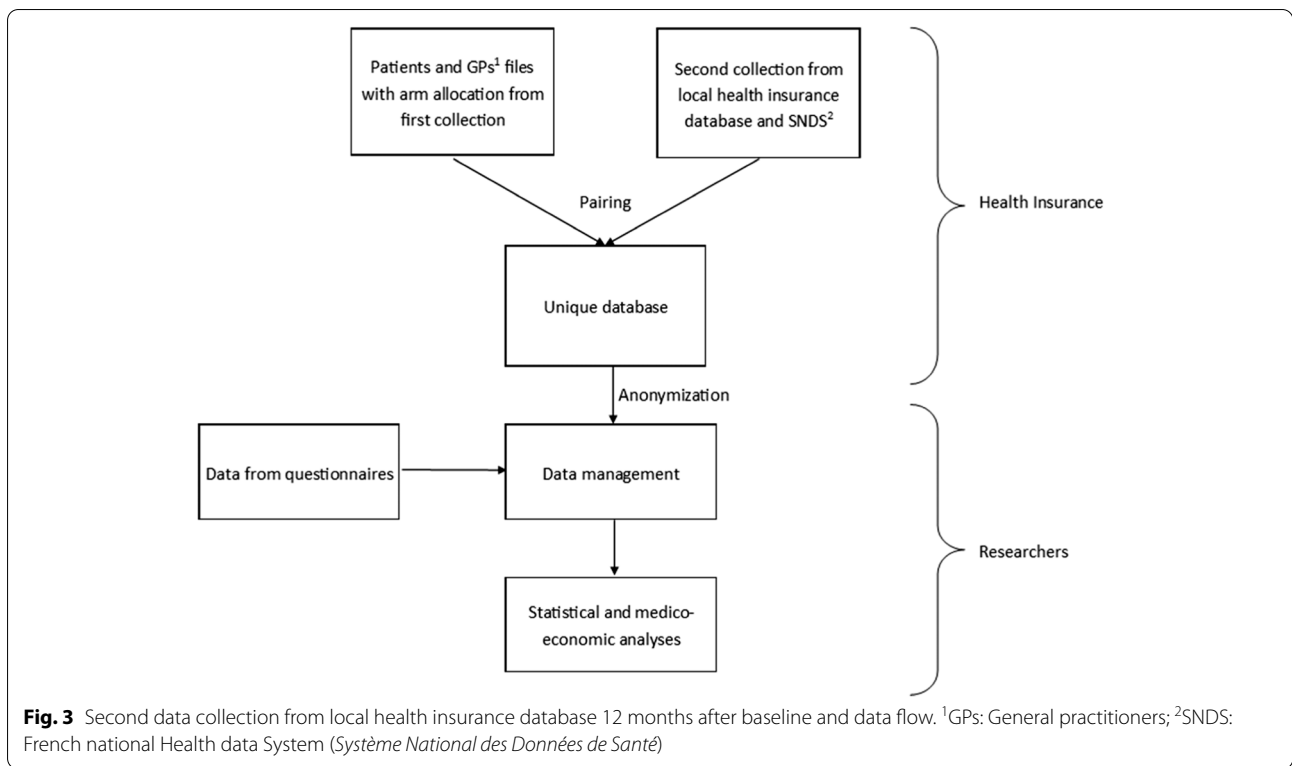 Patients and GPs¹ files
with arm allocation from
first collection
Second collection from
local health insurance
database and SNDS²
Pairing
Health Insurance
Unique database
Anonymization
Data from questionnaires
Data management
Researchers
Statistical and medico-
economic analyses
Fig. 3 Second data collection from local health insurance database 12 months after baseline and data flow. ¹GPs: General practitioners; ²SNDS:
French national Health data System (Système National des Données de Santé)